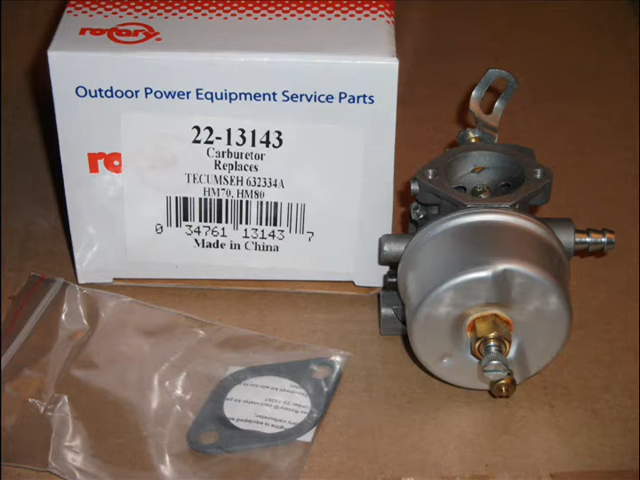 rotary
Outdoor Power Equipment Service Parts
22-13143
Carburetor
Replaces
TECUMSEH 632334A
HM70, HM80
ro
0 34761 13143 7
Made in China